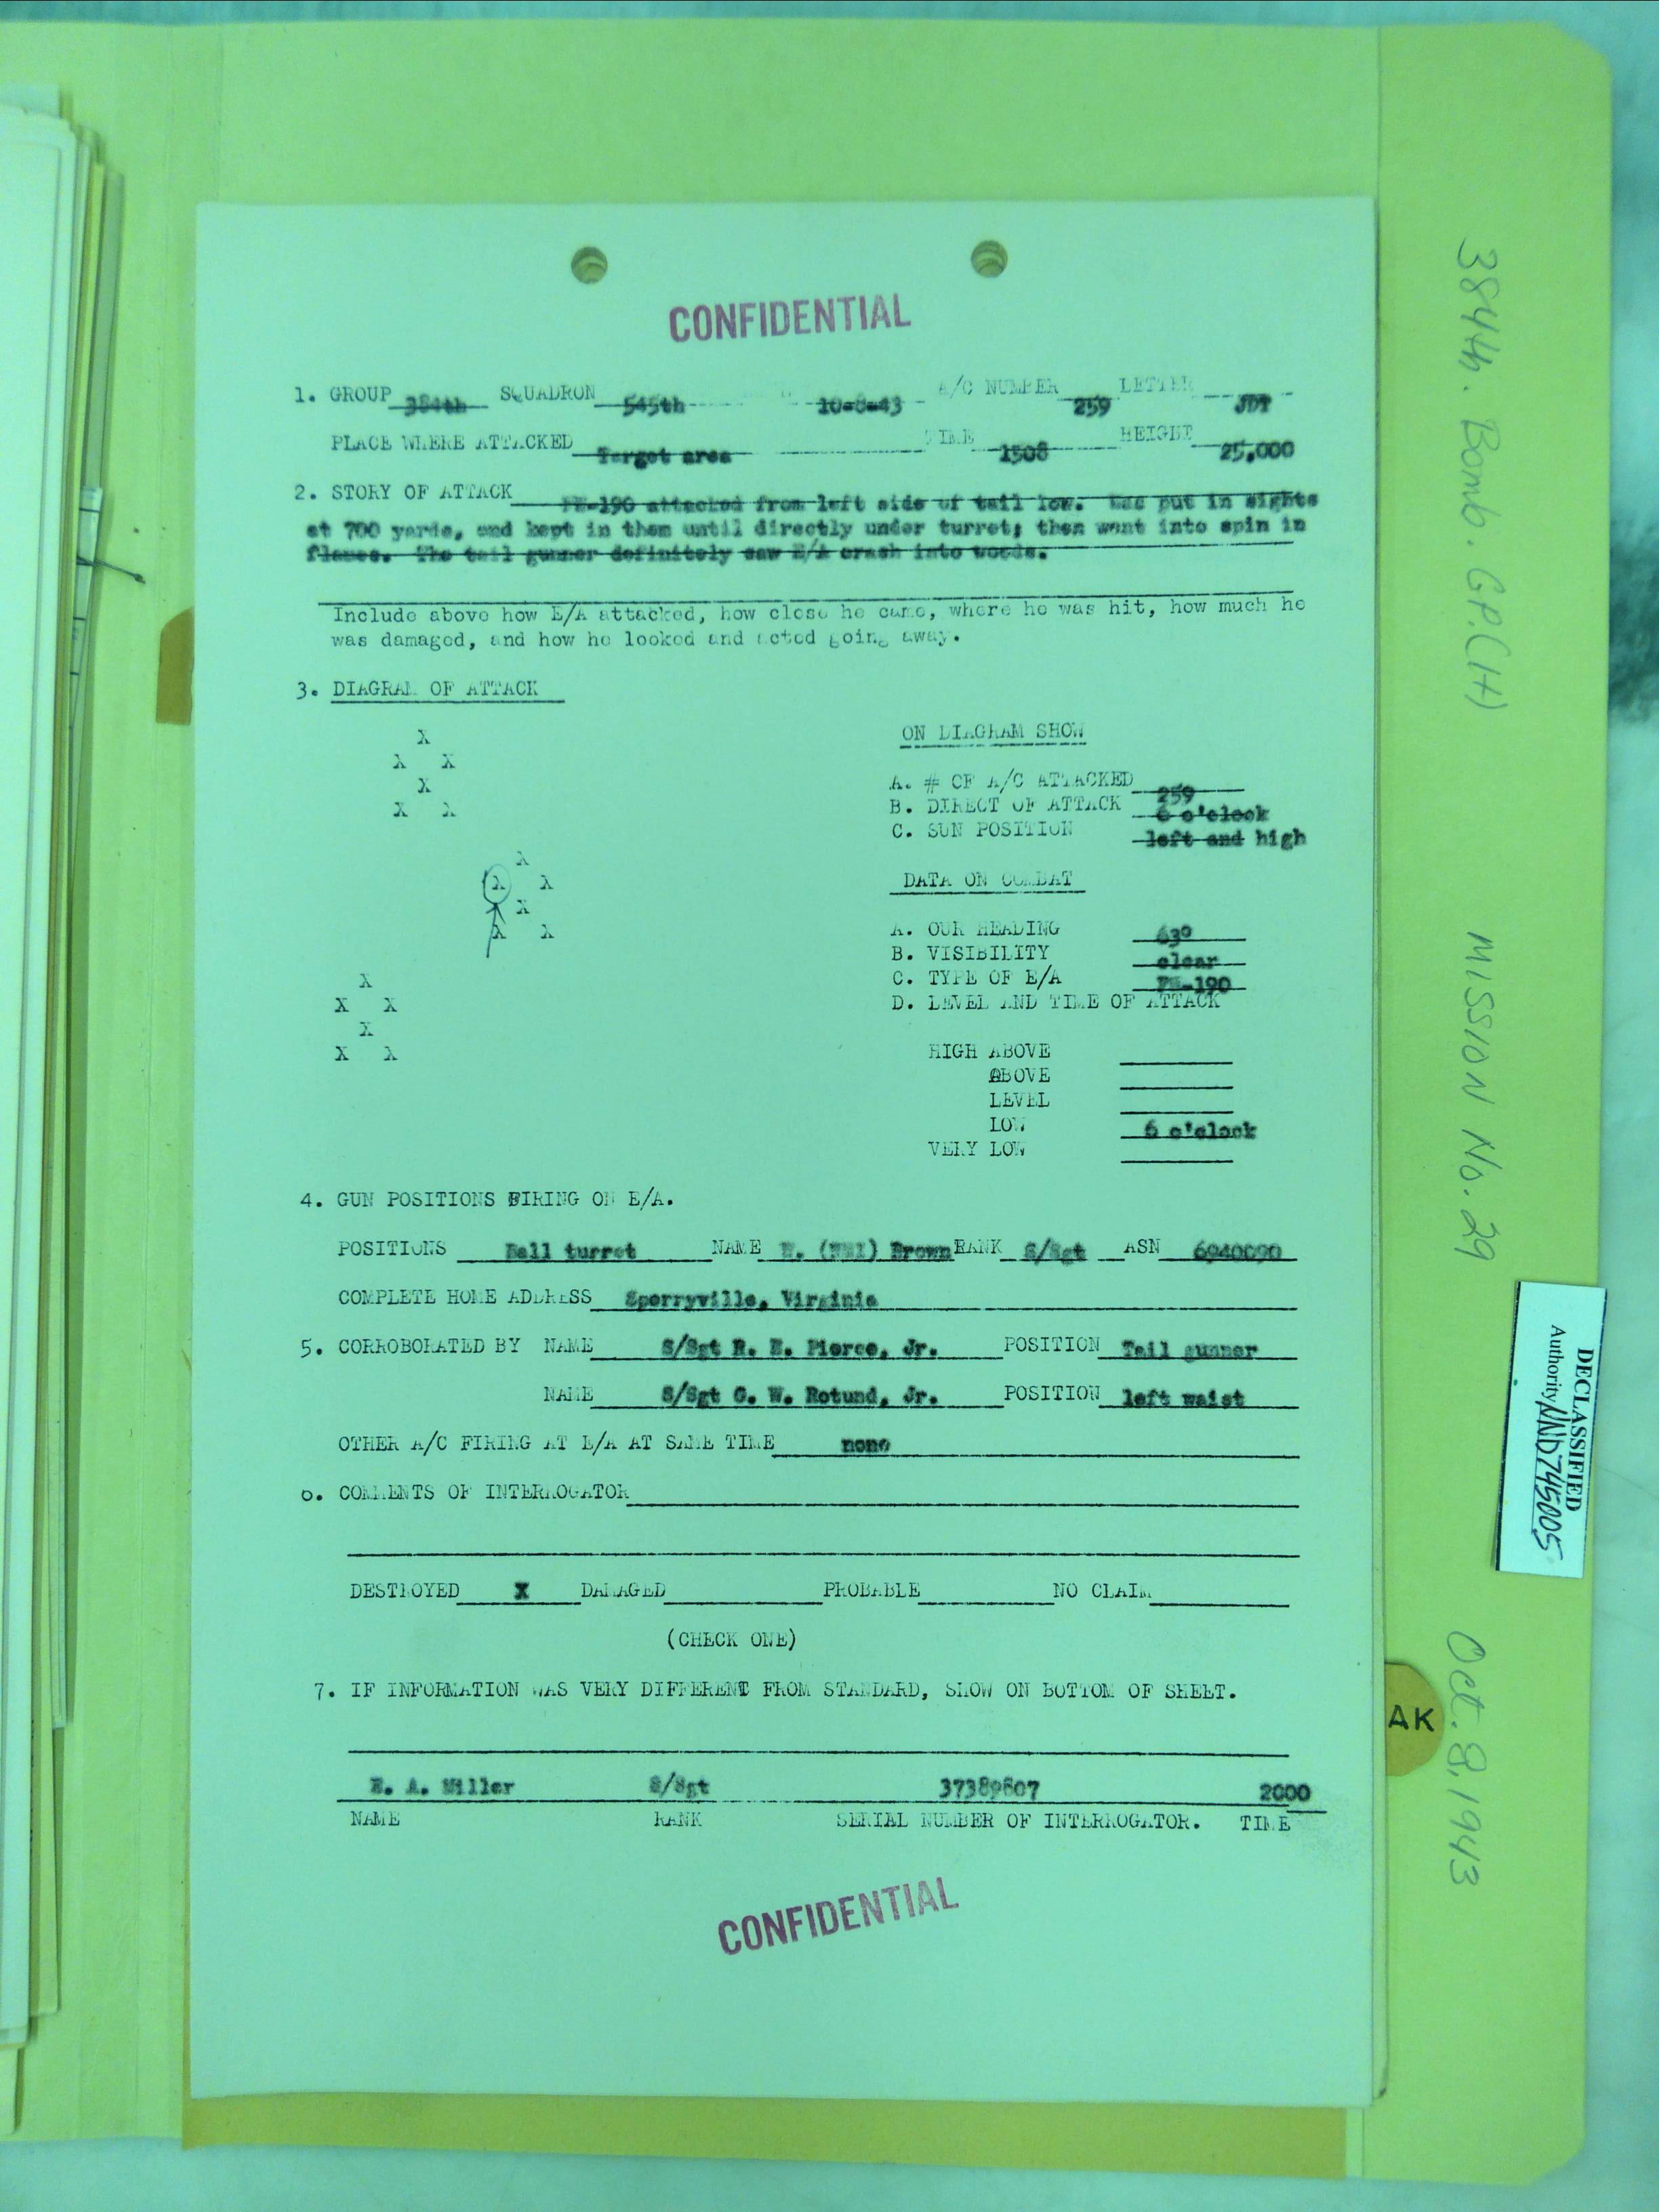 CONFIDENTIAL
1. GROUP 384th SQUADRON 545th 10-8-43 A/C NUMBER 259 LETTER JDT
PLACE WHERE ATTACKED Target area TIME 1508 HEIGHT 25,000
2. STORY OF ATTACK FW-190 attacked from left side of tail low. Was put in sights
at 700 yards, and kept in them until directly under turret; then went into spin in
flames. The tail gunner definitely saw E/A crash into woods.
Include above how E/A attacked, how close he came, where he was hit, how much he
was damaged, and how he looked and acted going away.
3. DIAGRAM OF ATTACK
X
X X
X
X X
X
X X
X
X X
X
X X
X
X X
ON DIAGRAM SHOW
A. # OF A/C ATTACKED 259
B. DIRECT OF ATTACK 6 o'clock
C. SUN POSITION left and high
DATA ON COMBAT
A. OUR HEADING 63°
B. VISIBILITY clear
C. TYPE OF E/A FW-190
D. LEVEL AND TIME OF ATTACK
HIGH ABOVE
ABOVE
LEVEL
LOW 6 o'clock
VERY LOW
4. GUN POSITIONS FIRING ON E/A.
POSITIONS Ball turret NAME (NMI) Brown RANK S/Sgt ASN 6940090
COMPLETE HOME ADDRESS Sperryville, Virginia
5. CORROBORATED BY NAME S/Sgt R. E. Pierce, Jr. POSITION Tail gunner
NAME S/Sgt G. W. Rotund, Jr. POSITION left waist
OTHER A/C FIRING AT E/A AT SAME TIME none
6. COMMENTS OF INTERROGATOR
DESTROYED X DAMAGED PROBABLE NO CLAIM
(CHECK ONE)
7. IF INFORMATION WAS VERY DIFFERENT FROM STANDARD, SHOW ON BOTTOM OF SHEET.
E. A. Miller S/Sgt 37389607 2000
NAME RANK SERIAL NUMBER OF INTERROGATOR. TIME
CONFIDENTIAL
384th. Bomb. GP.(H) MISSION No. 29 Oct. 8, 1943
DECLASSIFIED
Authority NND745005
AK